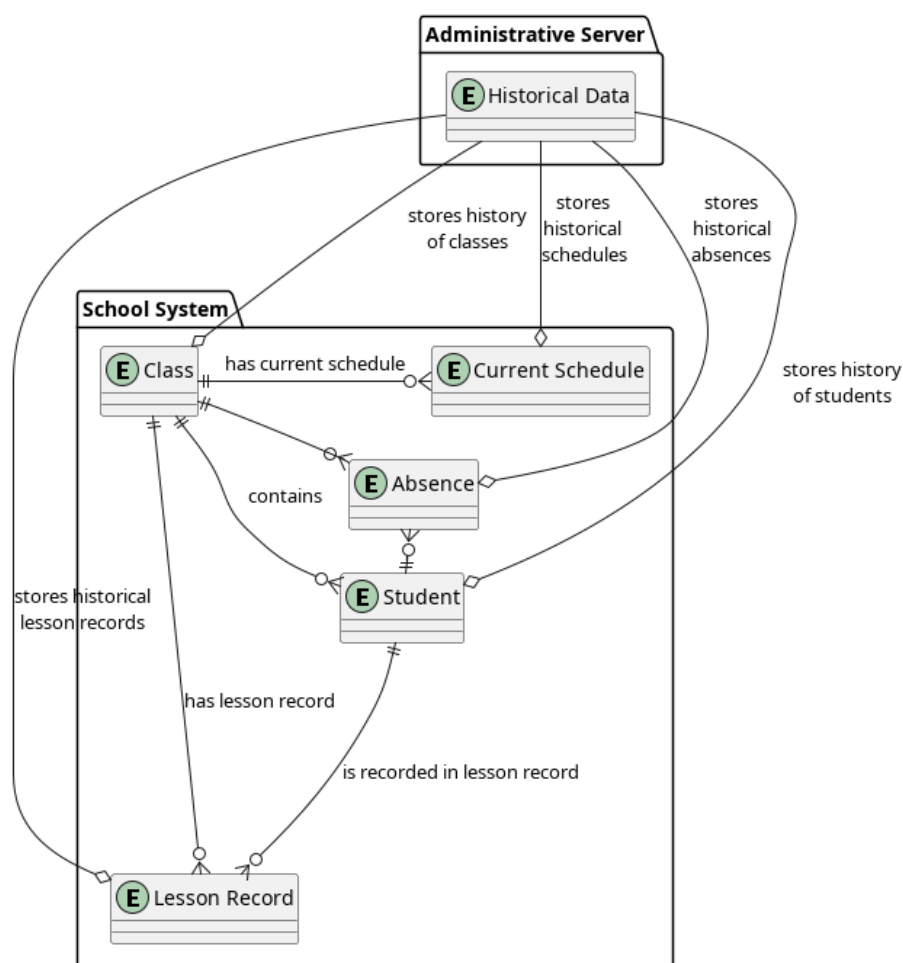 Administrative Server
E Historical Data
stores history
of classes
stores
historical
schedules
stores
historical
absences
School System
E Class
has current schedule
E Current Schedule
stores history
of students
E Absence
contains
E Student
stores historical
lesson records
has lesson record
is recorded in lesson record
E Lesson Record